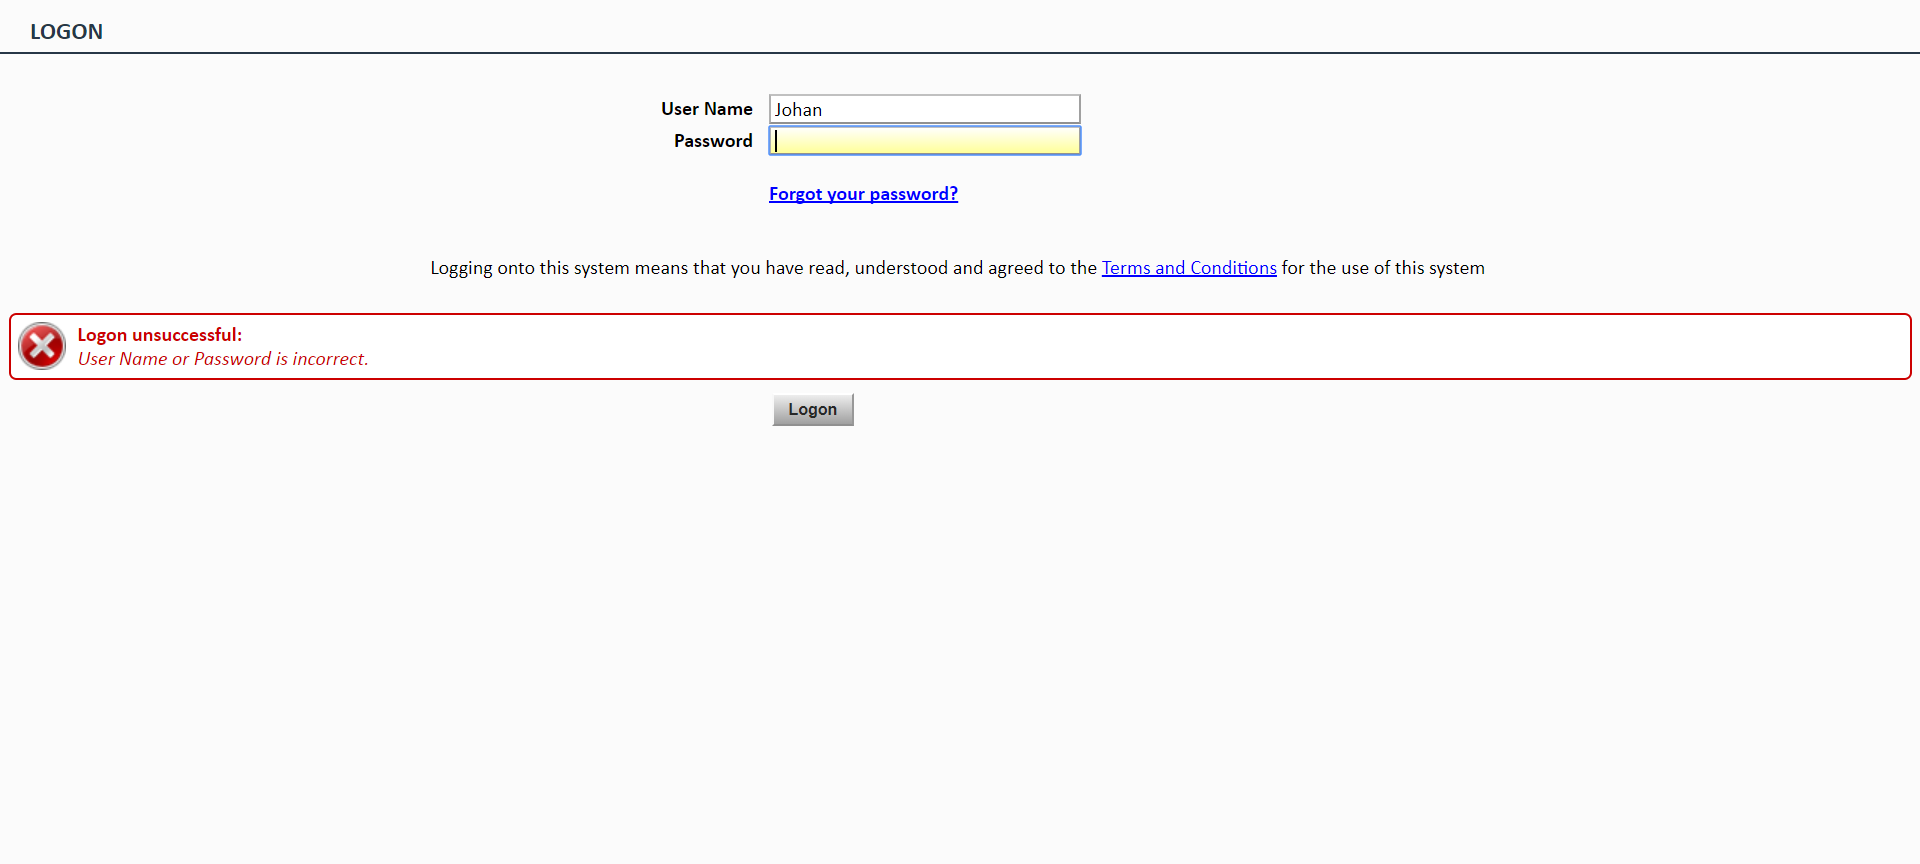 LOGON
User Name Johan
Password
Forgot your password?
Logging onto this system means that you have read, understood and agreed to the Terms and Conditions for the use of this system
Logon unsuccessful:
User Name or Password is incorrect.
Logon